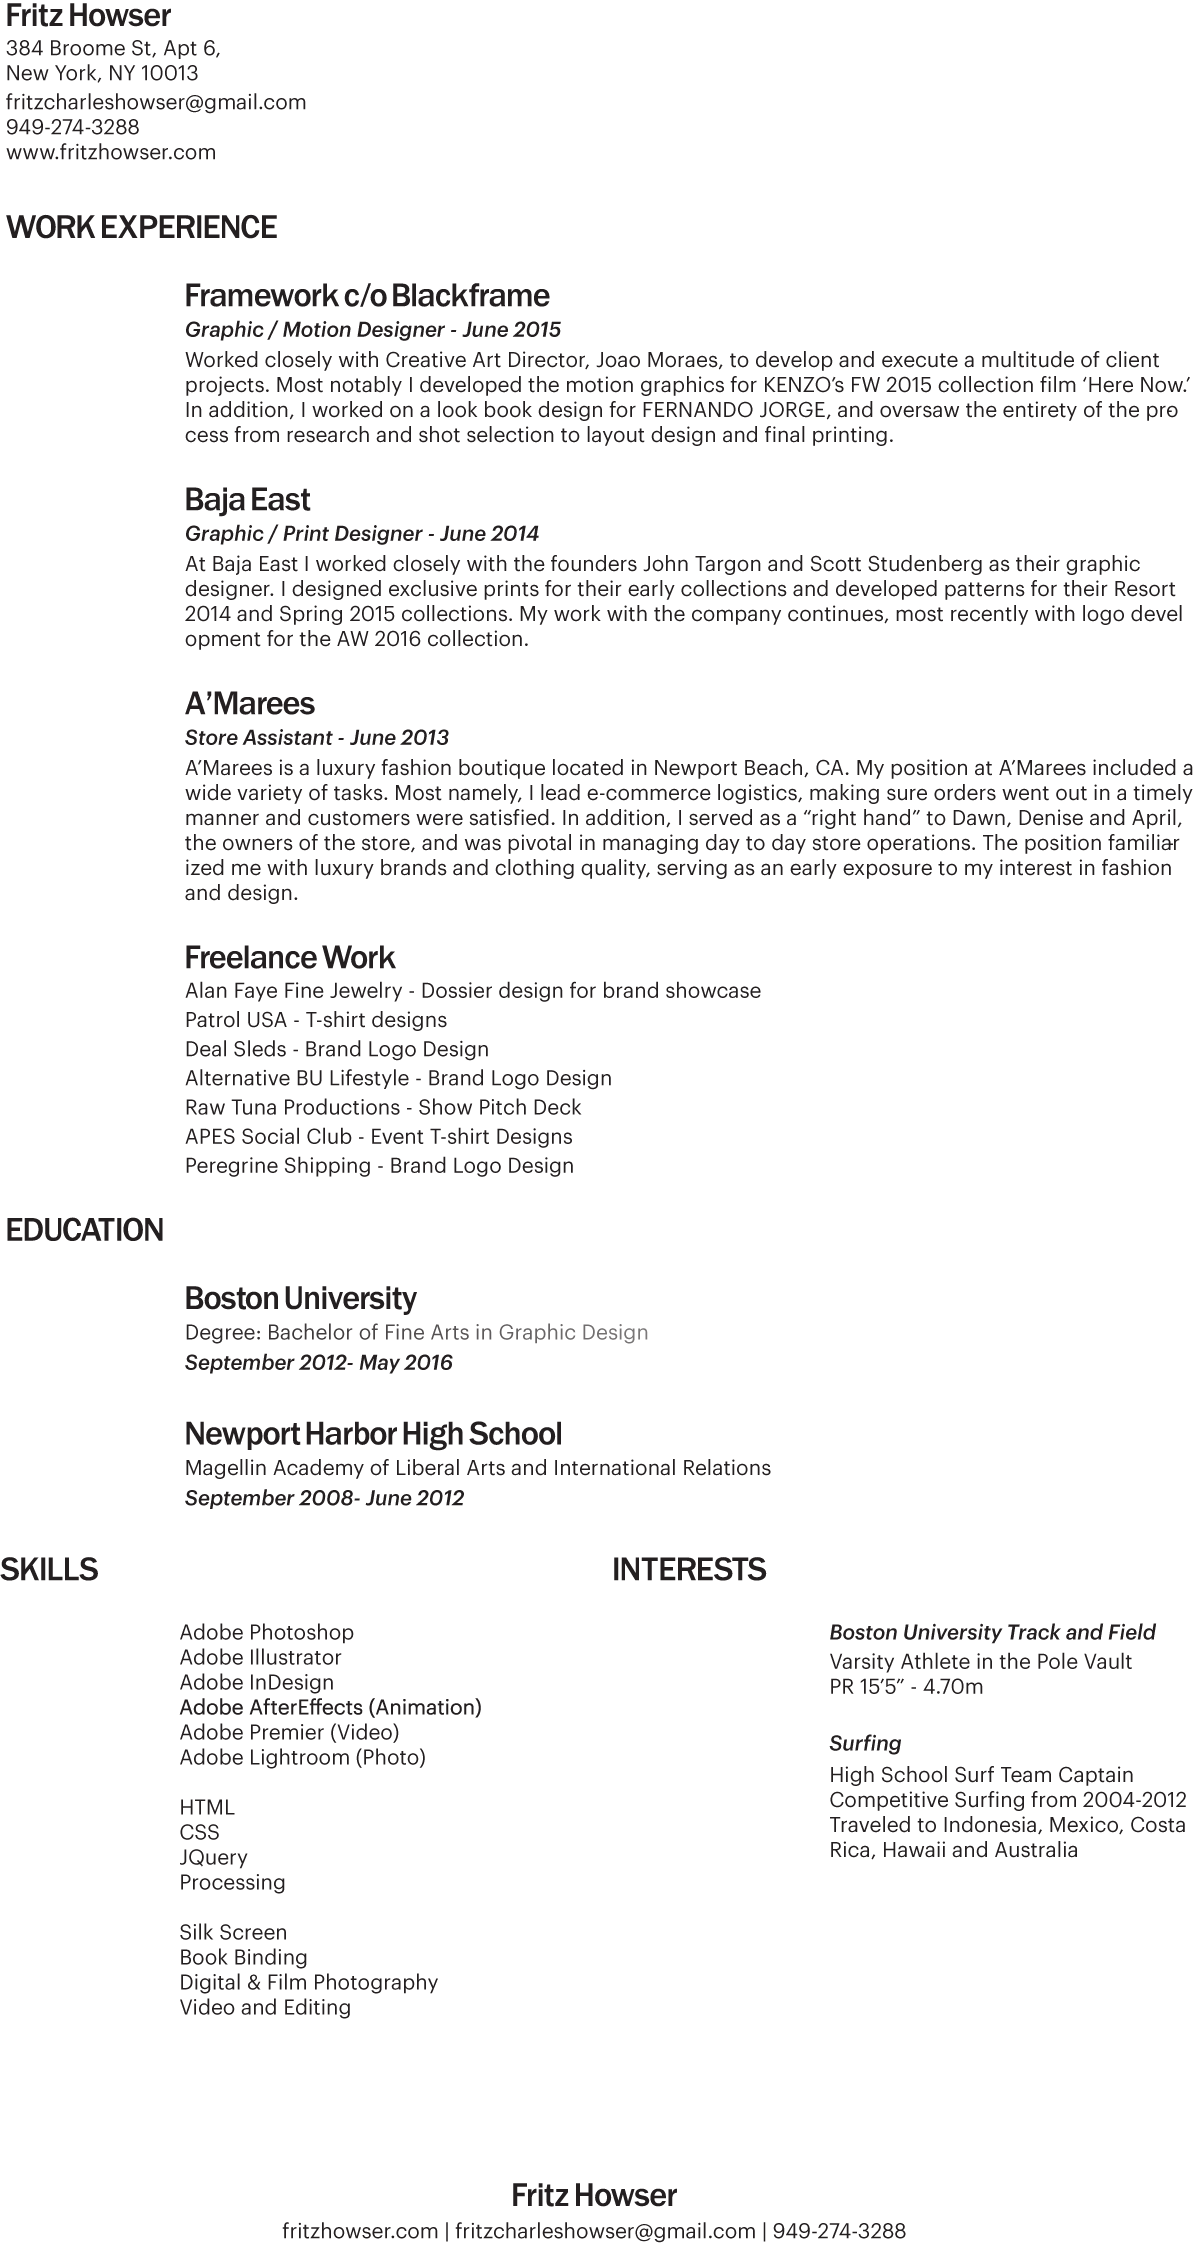 Fritz Howser
384 Broome St, Apt 6,
New York, NY 10013
fritzcharleshowser@gmail.com
949-274-3288
www.fritzhowser.com
WORK EXPERIENCE
Framework c/o Blackframe
Graphic / Motion Designer - June 2015
Worked closely with Creative Art Director, Joao Moraes, to develop and execute a multitude of client
projects. Most notably I developed the motion graphics for KENZO’s FW 2015 collection film ‘Here Now.’
In addition, I worked on a look book design for FERNANDO JORGE, and oversaw the entirety of the pro-
cess from research and shot selection to layout design and final printing.
Baja East
Graphic / Print Designer - June 2014
At Baja East I worked closely with the founders John Targon and Scott Studenberg as their graphic
designer. I designed exclusive prints for their early collections and developed patterns for their Resort
2014 and Spring 2015 collections. My work with the company continues, most recently with logo devel
opment for the AW 2016 collection.
A’Marees
Store Assistant - June 2013
A’Marees is a luxury fashion boutique located in Newport Beach, CA. My position at A’Marees included a
wide variety of tasks. Most namely, I lead e-commerce logistics, making sure orders went out in a timely
manner and customers were satisfied. In addition, I served as a “right hand” to Dawn, Denise and April,
the owners of the store, and was pivotal in managing day to day store operations. The position familiar-
ized me with luxury brands and clothing quality, serving as an early exposure to my interest in fashion
and design.
Freelance Work
Alan Faye Fine Jewelry - Dossier design for brand showcase
Patrol USA - T-shirt designs
Deal Sleds - Brand Logo Design
Alternative BU Lifestyle - Brand Logo Design
Raw Tuna Productions - Show Pitch Deck
APES Social Club - Event T-shirt Designs
Peregrine Shipping - Brand Logo Design
EDUCATION
Boston University
Degree: Bachelor of Fine Arts in Graphic Design
September 2012- May 2016
Newport Harbor High School
Magellin Academy of Liberal Arts and International Relations
September 2008- June 2012
SKILLS
Adobe Photoshop
Adobe Illustrator
Adobe InDesign
Adobe AfterEffects (Animation)
Adobe Premier (Video)
Adobe Lightroom (Photo)
HTML
CSS
JQuery
Processing
Silk Screen
Book Binding
Digital & Film Photography
Video and Editing
INTERESTS
Boston University Track and Field
Varsity Athlete in the Pole Vault
PR 15’5” - 4.70m
Surfing
High School Surf Team Captain
Competitive Surfing from 2004-2012
Traveled to Indonesia, Mexico, Costa
Rica, Hawaii and Australia
Fritz Howser
fritzhowser.com | fritzcharleshowser@gmail.com | 949-274-3288